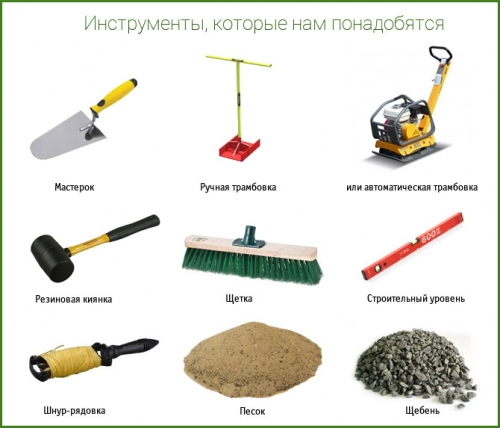 Инструменты, которые нам понадобятся
Мастерок
Ручная трамбовка
или автоматическая трамбовка
Резиновая киянка
Щетка
600
Строительный уровень
Шнур-рядовка
Песок
Щебень